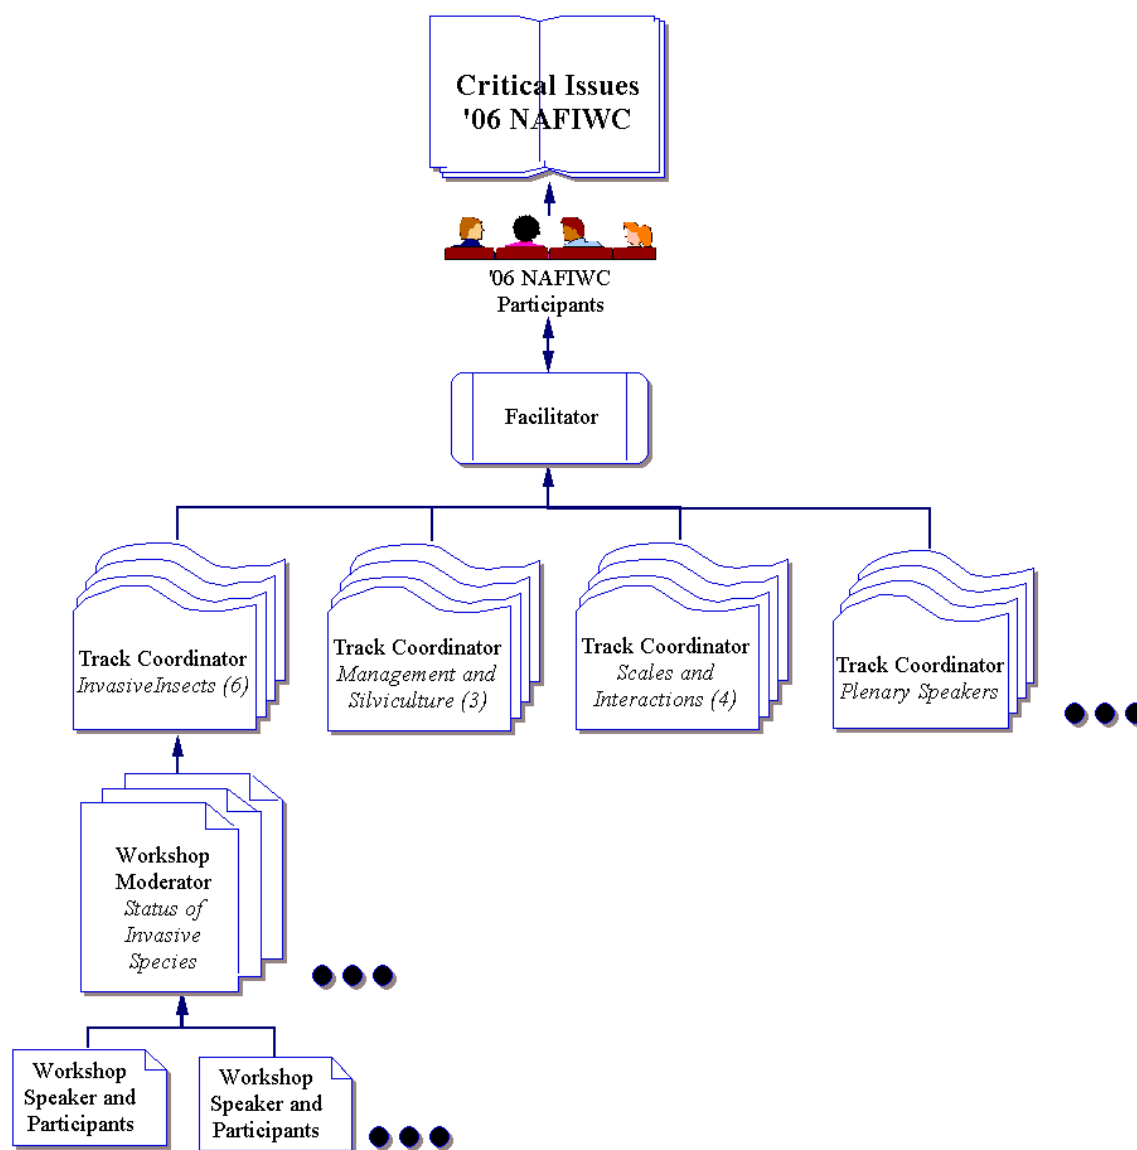 Critical Issues
'06 NAFIWC
'06 NAFIWC
Participants
Facilitator
Track Coordinator
InvasiveInsects (6)
Track Coordinator
Management and
Silviculture (3)
Track Coordinator
Scales and
Interactions (4)
Track Coordinator
Plenary Speakers
Workshop
Moderator
Status of
Invasive
Species
Workshop
Speaker and
Participants
Workshop
Speaker and
Participants